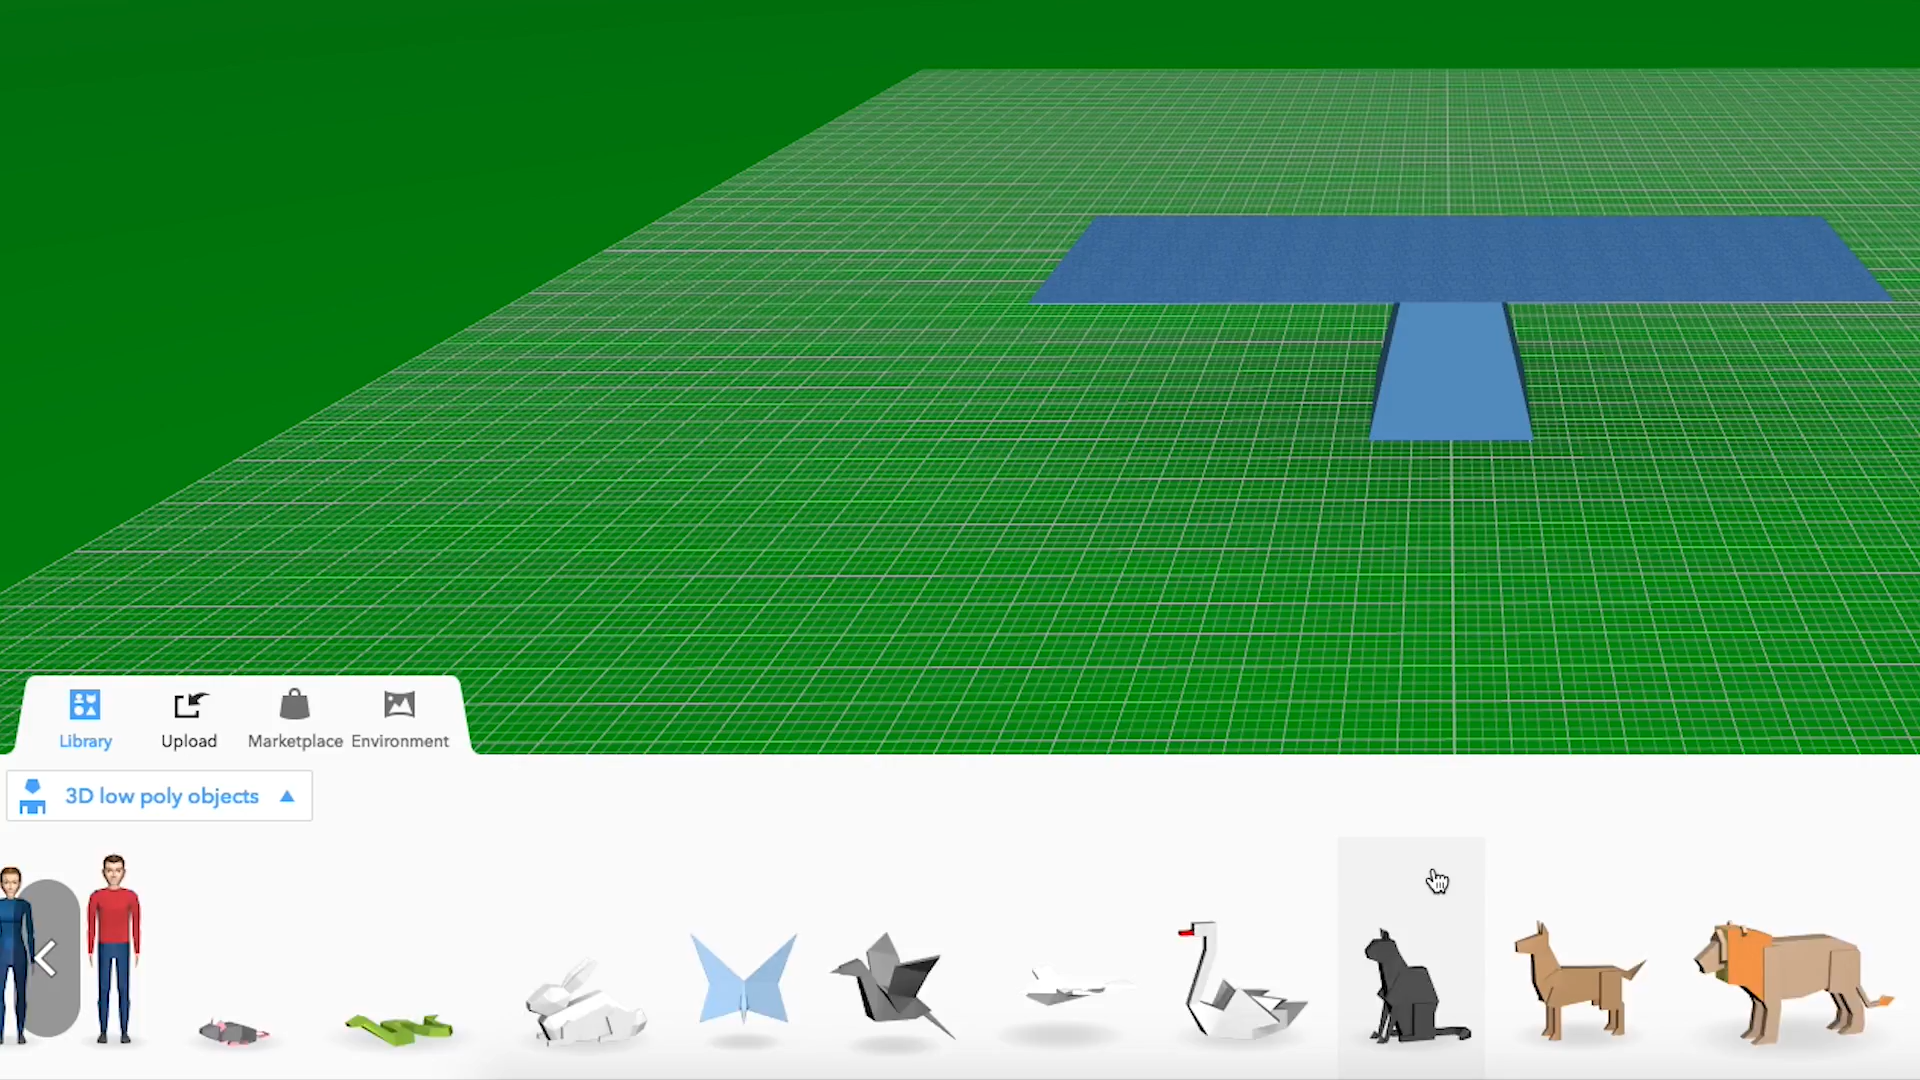 Library
Upload
Marketplace
Environment
3D low poly objects